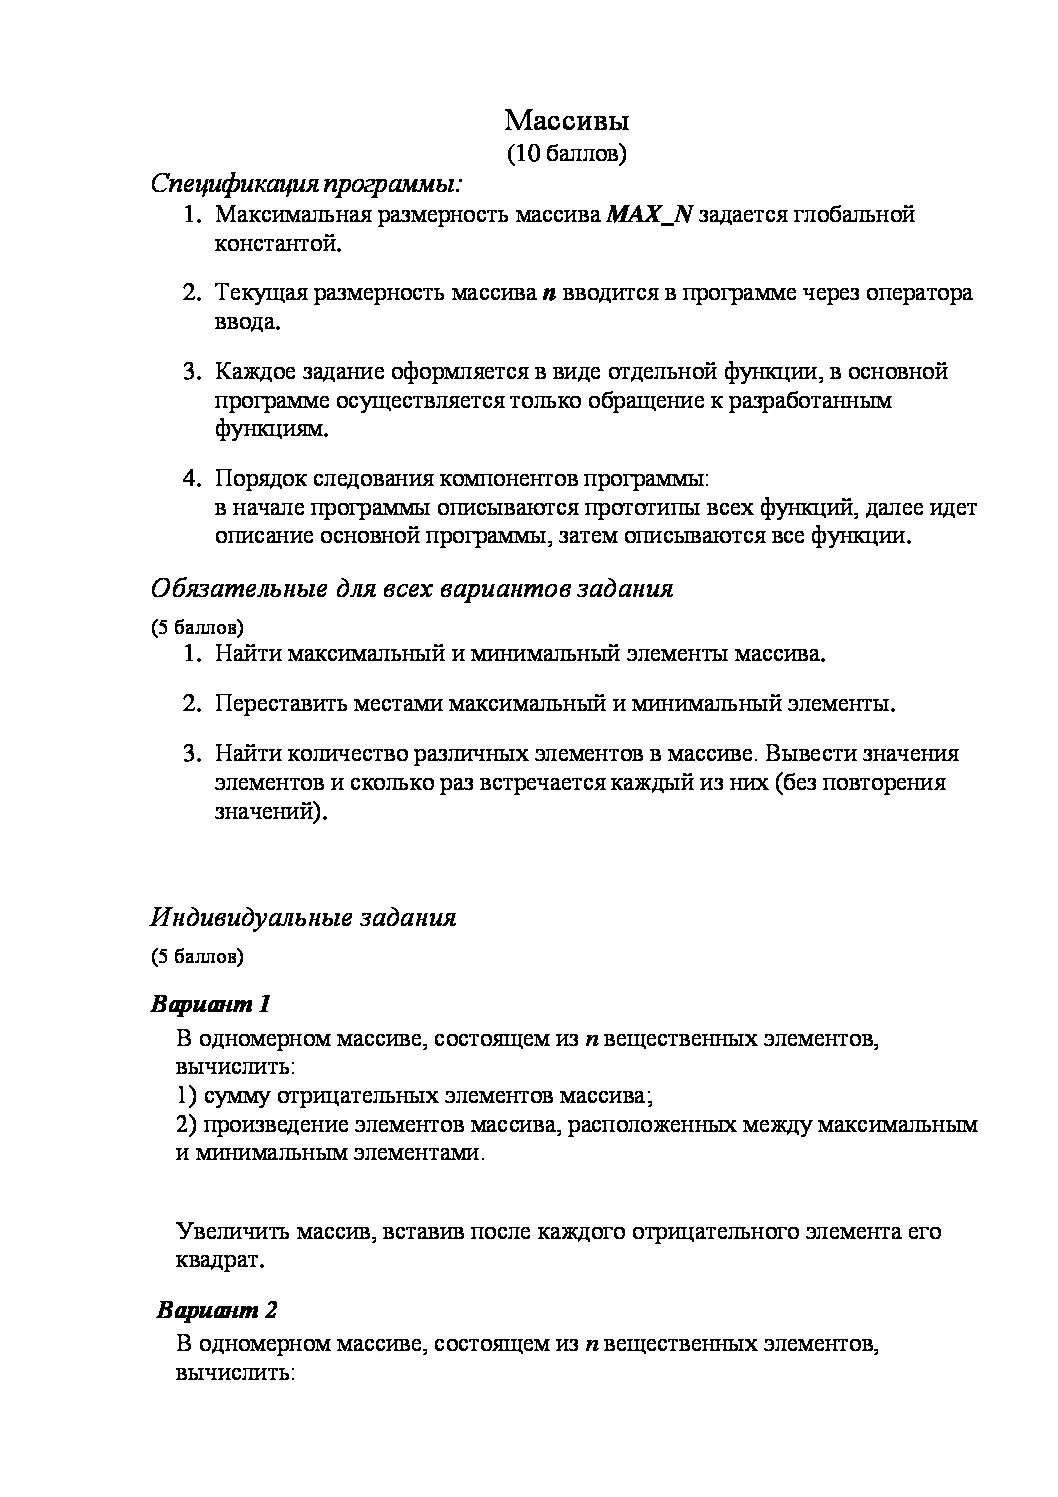 Массивы
(10 баллов)
Спецификация программы:
1. Максимальная размерность массива MAX_N задается глобальной
константой.
2. Текущая размерность массива n вводится в программе через оператора
ввода.
3. Каждое задание оформляется в виде отдельной функции, в основной
программе осуществляется только обращение к разработанным
функциям.
4. Порядок следования компонентов программы:
в начале программы описываются прототипы всех функций, далее идет
описание основной программы, затем описываются все функции.
Обязательные для всех вариантов задания
(5 баллов)
1. Найти максимальный и минимальный элементы массива.
2. Переставить местами максимальный и минимальный элементы.
3. Найти количество различных элементов в массиве. Вывести значения
элементов и сколько раз встречается каждый из них (без повторения
значений).
Индивидуальные задания
(5 баллов)
Вариант 1
В одномерном массиве, состоящем из n вещественных элементов,
вычислить:
1) сумму отрицательных элементов массива;
2) произведение элементов массива, расположенных между максимальным
и минимальным элементами.
Увеличить массив, вставив после каждого отрицательного элемента его
квадрат.
Вариант 2
В одномерном массиве, состоящем из n вещественных элементов,
вычислить: